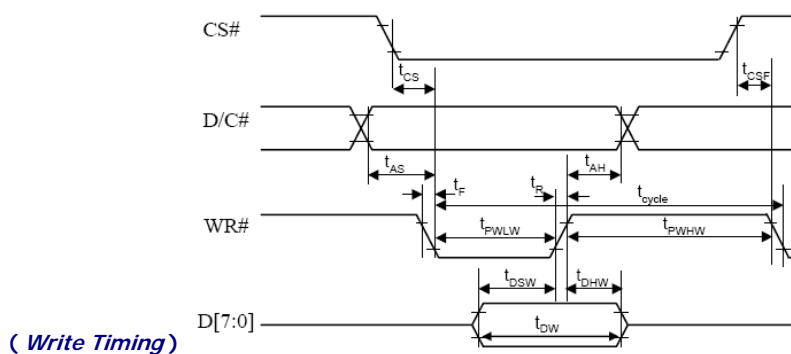 CS#
tCS
tCSF
D/C#
tAS
tAH
tF
tR
tcycle
WR#
tPWLW
tPWHW
tDSW
tDHW
D[7:0]
tDW
( Write Timing)